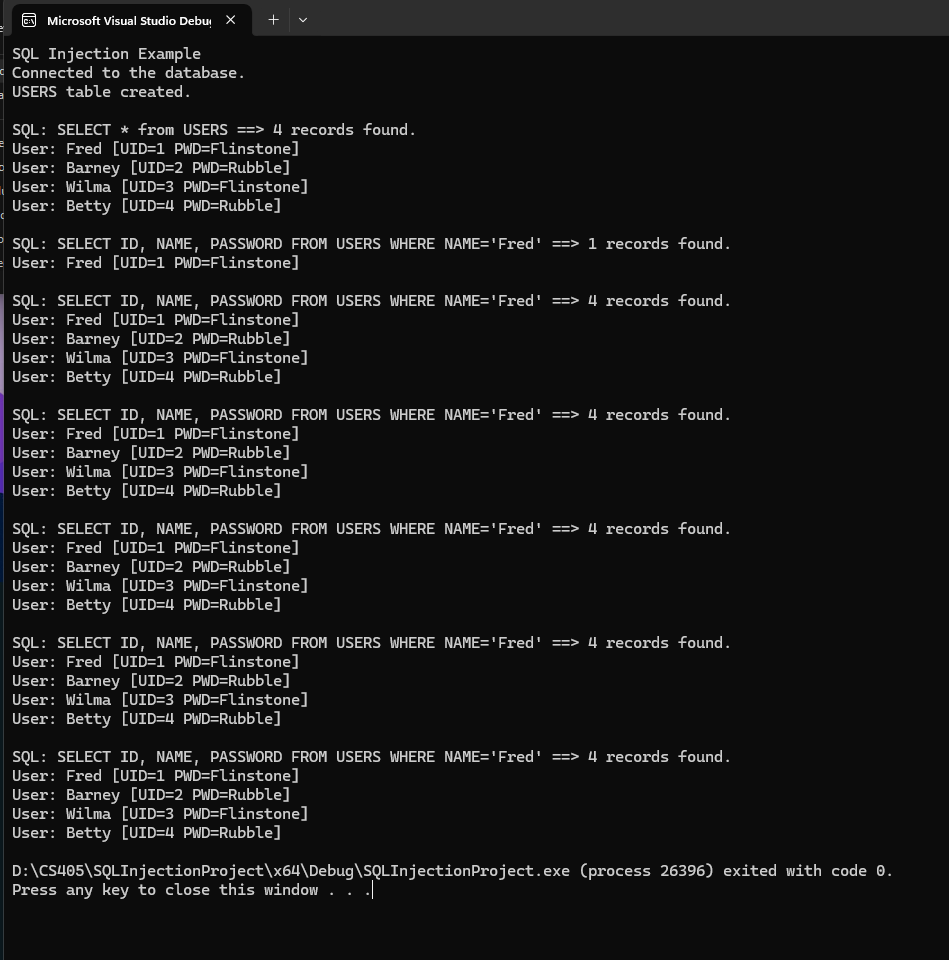 Microsoft Visual Studio Debu
SQL Injection Example
Connected to the database.
USERS table created.
SQL: SELECT * from USERS ==> 4 records found.
User: Fred [UID=1 PWD=Flinstone]
User: Barney [UID=2 PWD=Rubble]
User: Wilma [UID=3 PWD=Flinstone]
User: Betty [UID=4 PWD=Rubble]
SQL: SELECT ID, NAME, PASSWORD FROM USERS WHERE NAME='Fred' ==> 1 records found.
User: Fred [UID=1 PWD=Flinstone]
SQL: SELECT ID, NAME, PASSWORD FROM USERS WHERE NAME='Fred' ==> 4 records found.
User: Fred [UID=1 PWD=Flinstone]
User: Barney [UID=2 PWD=Rubble]
User: Wilma [UID=3 PWD=Flinstone]
User: Betty [UID=4 PWD=Rubble]
SQL: SELECT ID, NAME, PASSWORD FROM USERS WHERE NAME='Fred' ==> 4 records found.
User: Fred [UID=1 PWD=Flinstone]
User: Barney [UID=2 PWD=Rubble]
User: Wilma [UID=3 PWD=Flinstone]
User: Betty [UID=4 PWD=Rubble]
SQL: SELECT ID, NAME, PASSWORD FROM USERS WHERE NAME='Fred' ==> 4 records found.
User: Fred [UID=1 PWD=Flinstone]
User: Barney [UID=2 PWD=Rubble]
User: Wilma [UID=3 PWD=Flinstone]
User: Betty [UID=4 PWD=Rubble]
SQL: SELECT ID, NAME, PASSWORD FROM USERS WHERE NAME='Fred' ==> 4 records found.
User: Fred [UID=1 PWD=Flinstone]
User: Barney [UID=2 PWD=Rubble]
User: Wilma [UID=3 PWD=Flinstone]
User: Betty [UID=4 PWD=Rubble]
SQL: SELECT ID, NAME, PASSWORD FROM USERS WHERE NAME='Fred' ==> 4 records found.
User: Fred [UID=1 PWD=Flinstone]
User: Barney [UID=2 PWD=Rubble]
User: Wilma [UID=3 PWD=Flinstone]
User: Betty [UID=4 PWD=Rubble]
D:\CS405\SQLInjectionProject\x64\Debug\SQLInjectionProject.exe (process 26396) exited with code 0.
Press any key to close this window . . .